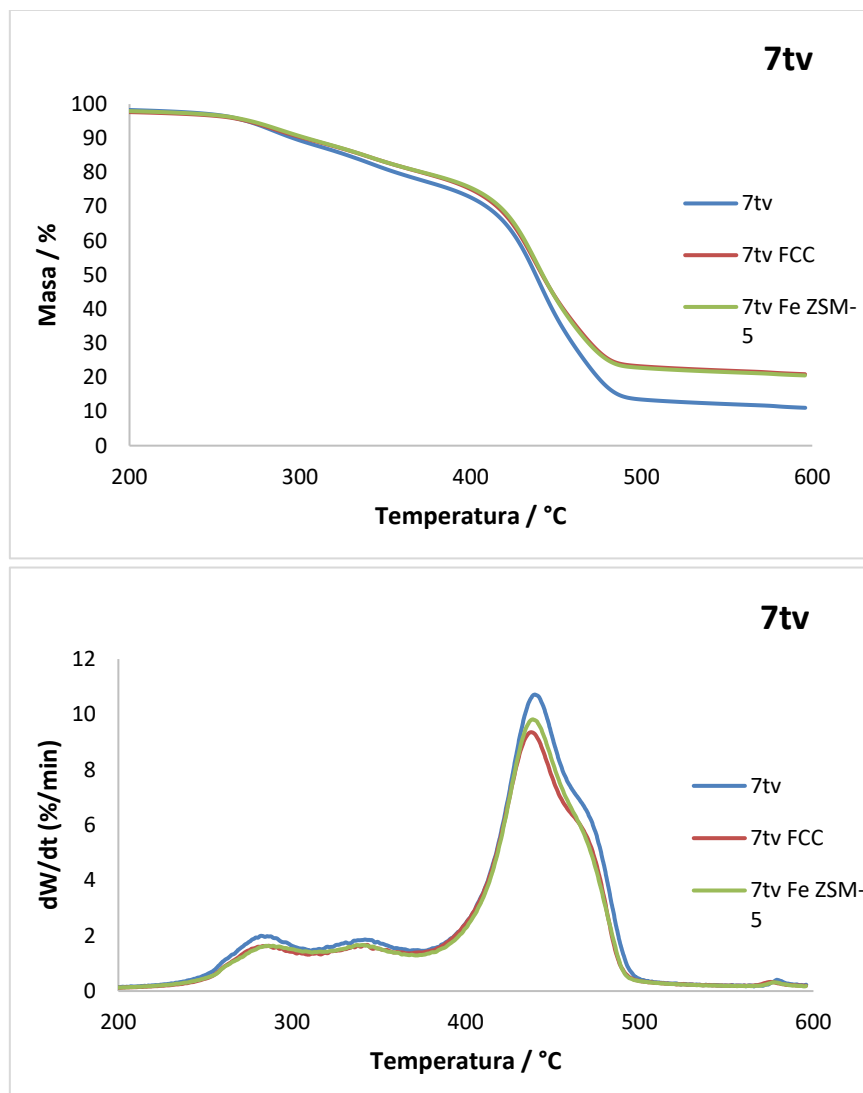 7tv
100
90
80
70
60
50
40
30
20
10
0
Masa / %
200 300 400 500 600
Temperatura / °C
7tv
7tv FCC
7tv Fe ZSM-
5
7tv
12
10
8
6
4
2
0
dW/dt (%/min)
200 300 400 500 600
Temperatura / °C
7tv
7tv FCC
7tv Fe ZSM-
5